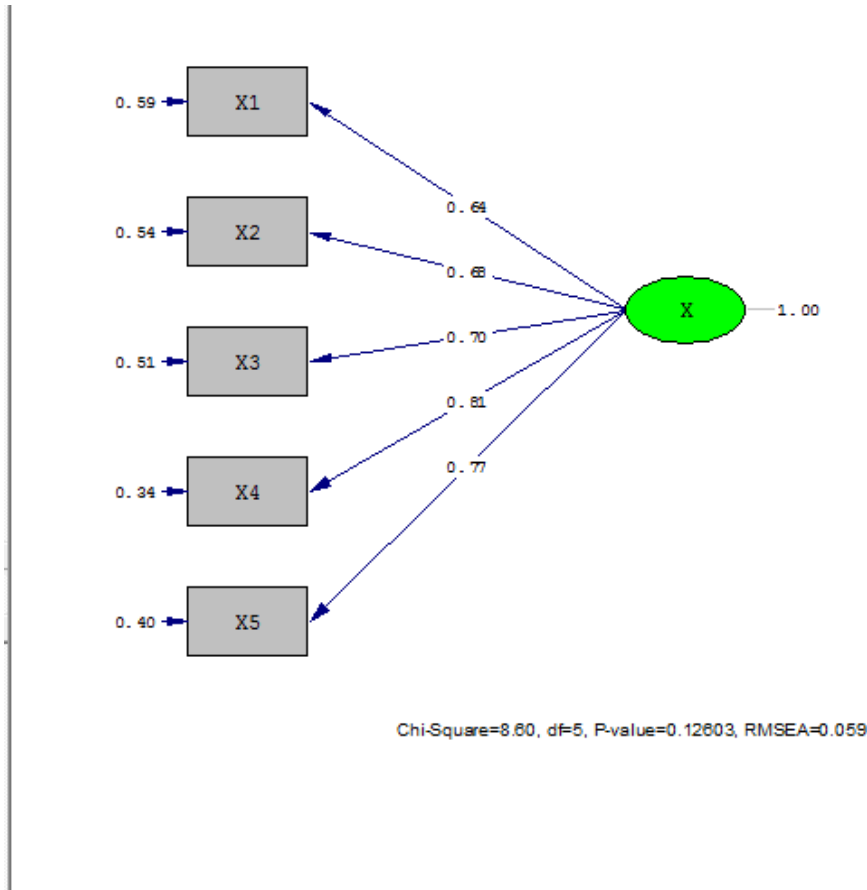 0.59 X1
0.64
0.54 X2
0.68
X 1.00
0.70
0.51 X3
0.81
0.77
0.34 X4
0.40 X5
Chi-Square=8.60, df=5, P-value=0.12603, RMSEA=0.059